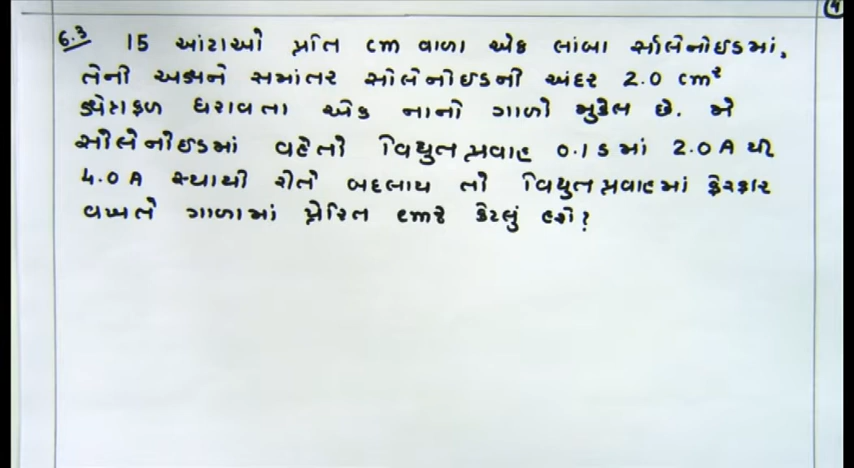 4
6.3 15 આંટાઓ પ્રતિ cm વાળા એક લાંબા સોલેનોઇડમાં,
તેની અક્ષને સમાંતર સોલેનોઇડની અંદર 2.0 cm²
ક્ષેત્રફળ ધરાવતા એક નાનો ગાળો મુકેલ છે. જો
સોલેનોઇડમાં વહેતો વિદ્યુતપ્રવાહ 0.1 s માં 2.0 A થી
4.0 A સ્થાયી રીતે બદલાય તો વિદ્યુતપ્રવાહમાં ફેરફાર
વખતે ગાળામાં પ્રેરિત emf કેટલું હશે?